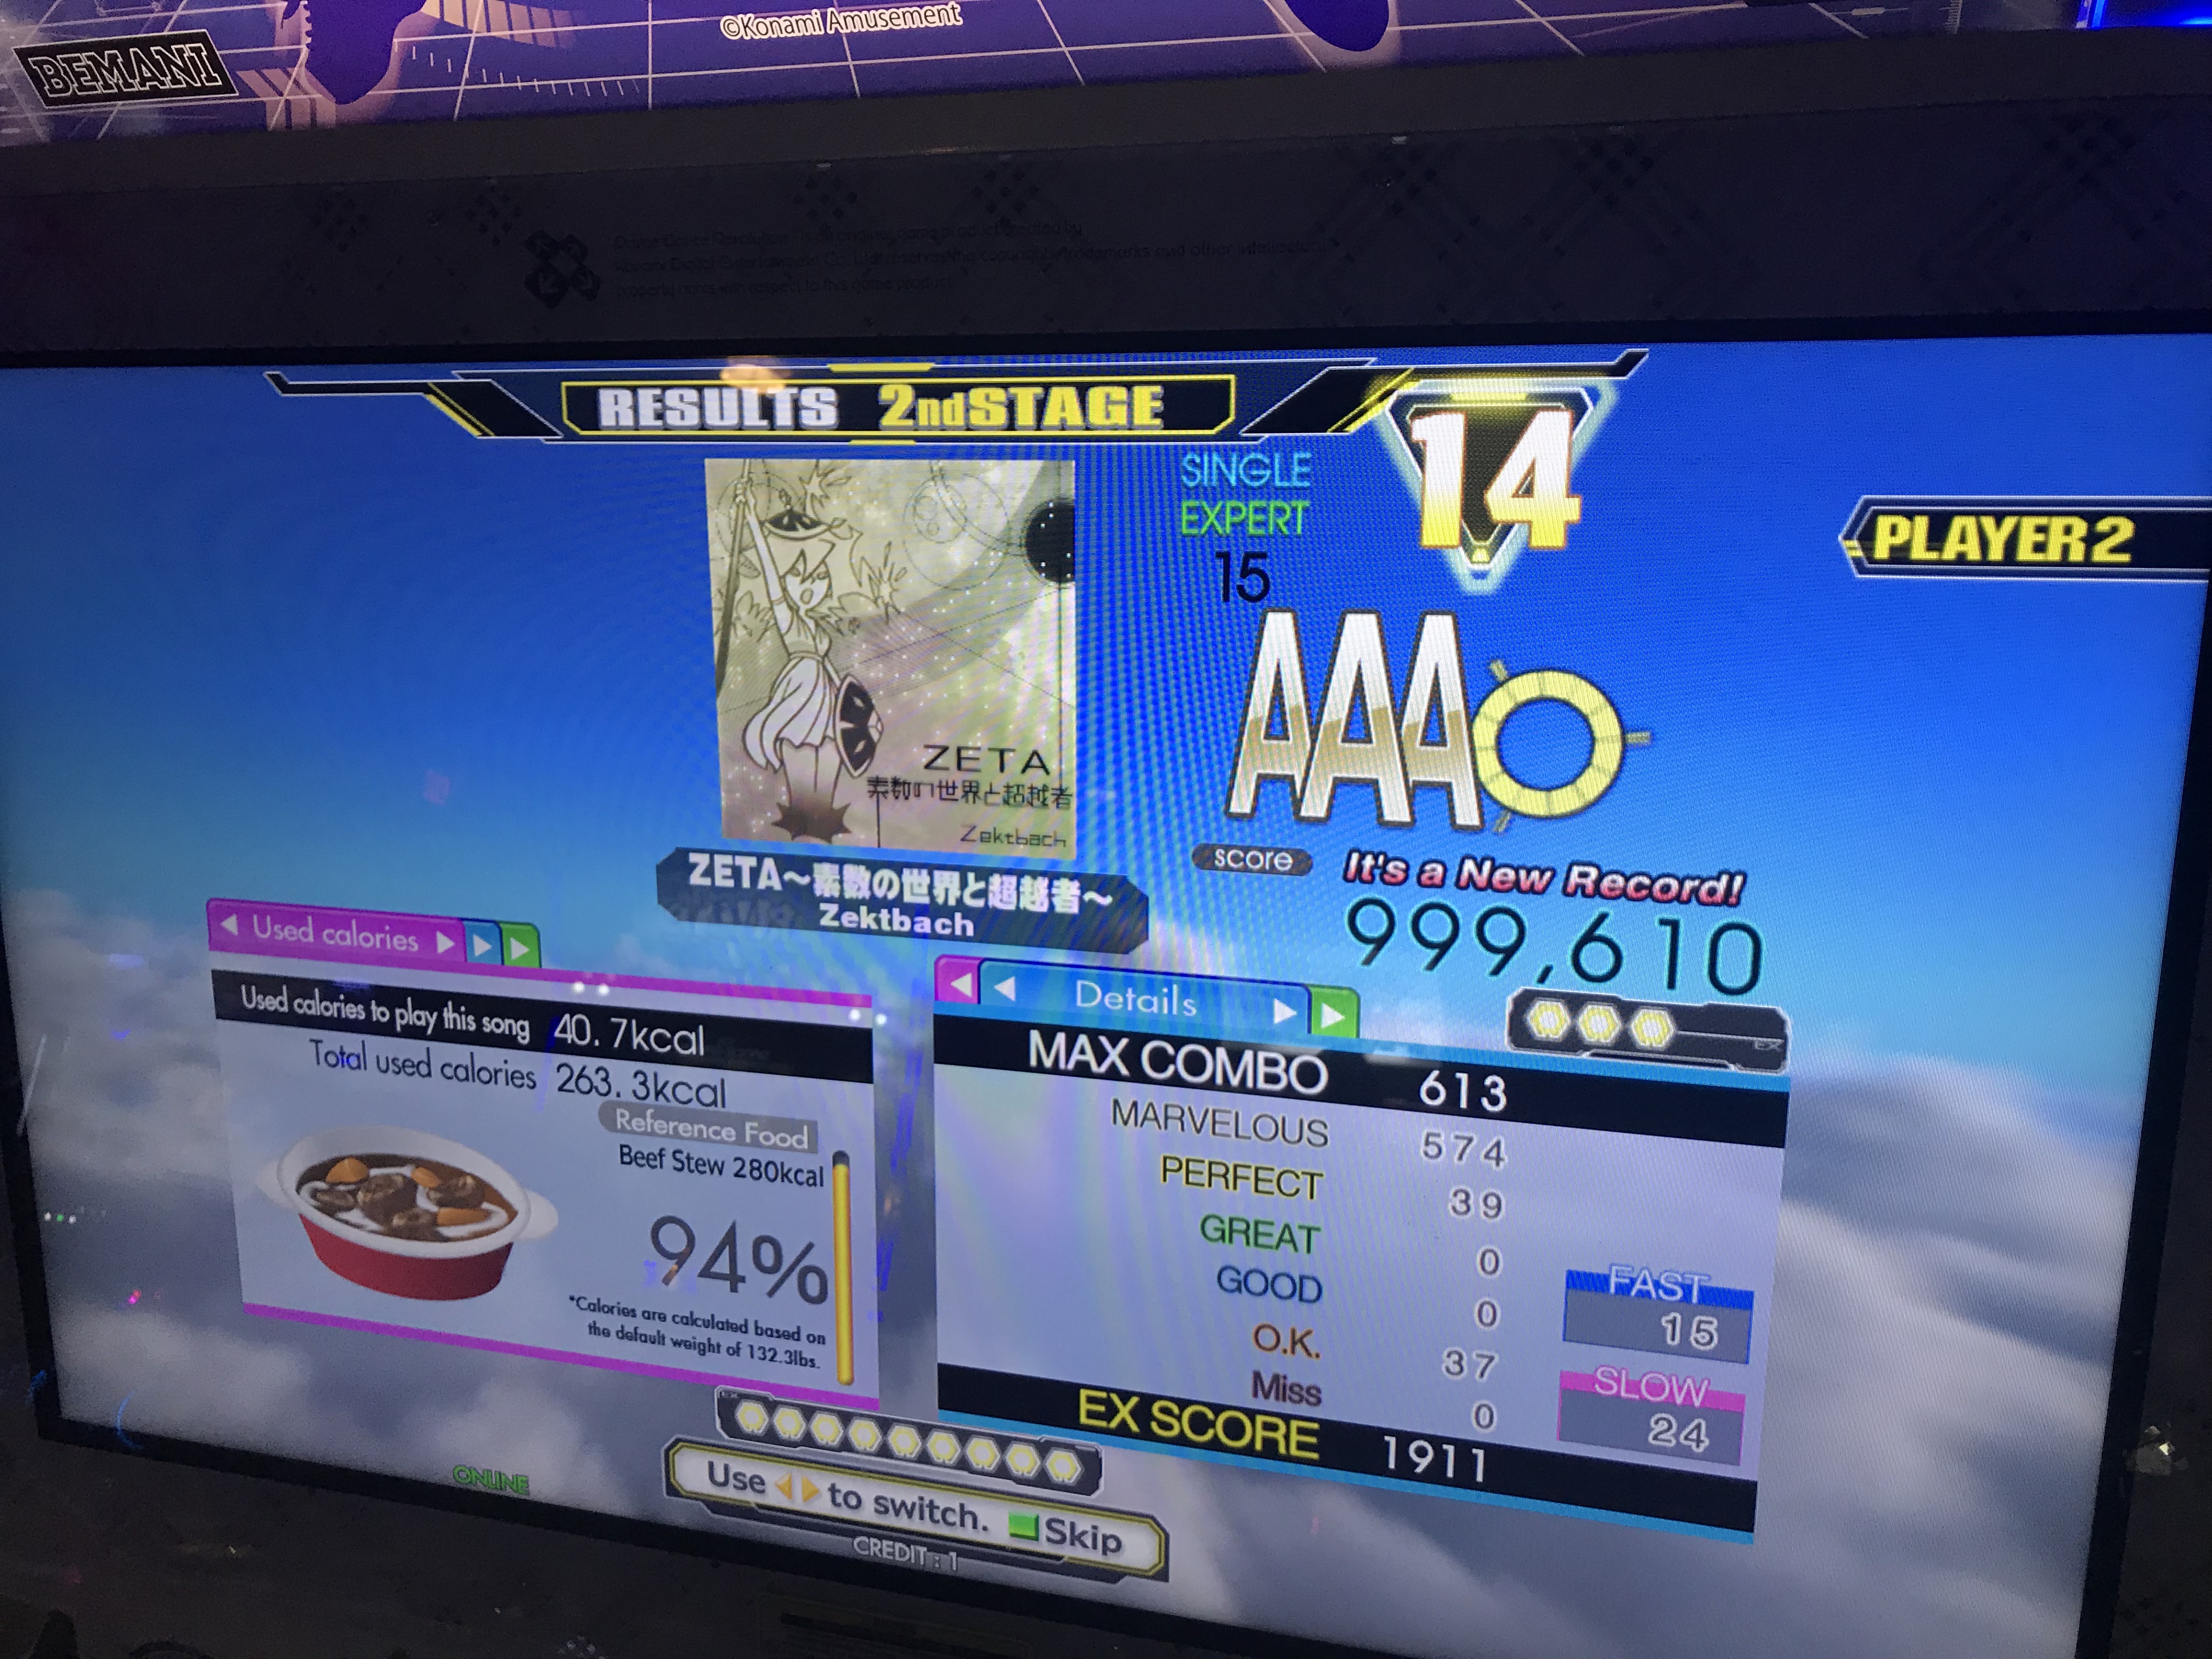 ©Konami Amusement
BEMANI
RESULTS 2ndSTAGE
14
SINGLE
EXPERT
15
PLAYER2
AAA
ZETA
素数の世界と超越者
Zektbach
ZETA～素数の世界と超越者～
Zektbach
score
It's a New Record!
999,610
EX
Used calories
Used calories to play this song 40.7kcal
Total used calories 263.3kcal
Reference Food
Beef Stew 280kcal
94%
*Calories are calculated based on
the default weight of 132.3lbs.
Details
MAX COMBO 613
MARVELOUS 574
PERFECT 39
GREAT 0
GOOD 0
O.K. 37
Miss 0
EX SCORE 1911
FAST
15
SLOW
24
EX
ONLINE
Use to switch. Skip
CREDIT : 1